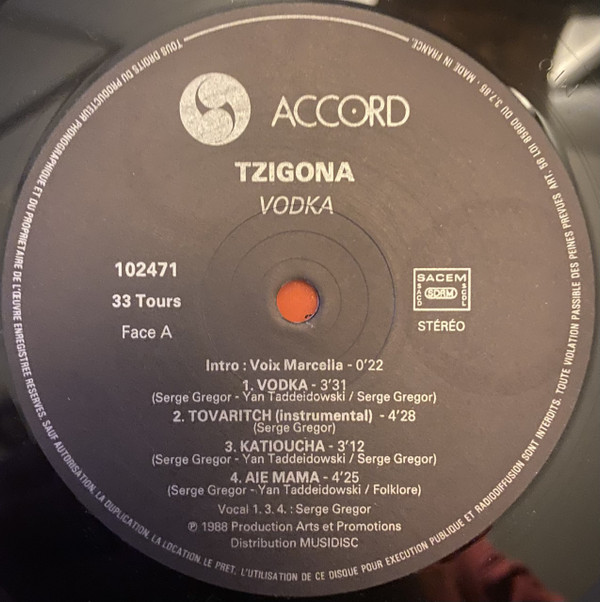 ACCORD
TZIGONA
VODKA
102471
33 Tours
Face A
SACEM
SACD
SDRM
SCDL
STÉRÉO
Intro : Voix Marcella - 0'22
1. VODKA - 3'31
(Serge Gregor - Yan Taddeidowski / Serge Gregor)
2. TOVARITCH (instrumental) - 4'28
(Serge Gregor)
3. KATIOUCHA - 3'12
(Serge Gregor - Yan Taddeidowski / Serge Gregor)
4. AIE MAMA - 4'25
(Serge Gregor - Yan Taddeidowski / Folklore)
Vocal 1. 3. 4. : Serge Gregor
℗ 1988 Production Arts et Promotions
Distribution MUSIDISC
TOUS DROITS DU PRODUCTEUR PHONOGRAPHIQUE ET DU PROPRIETAIRE DE L'ŒUVRE ENREGISTREE RESERVES. SAUF AUTORISATION, LA DUPLICATION, LA LOCATION, LE PRET, L'UTILISATION DE CE DISQUE POUR EXECUTION PUBLIQUE ET RADIODIFFUSION SONT INTERDITS. TOUTE VIOLATION PASSIBLE DES PEINES PREVUES ART. 56 LOI 85660 DU 3.7.85 - MADE IN FRANCE.